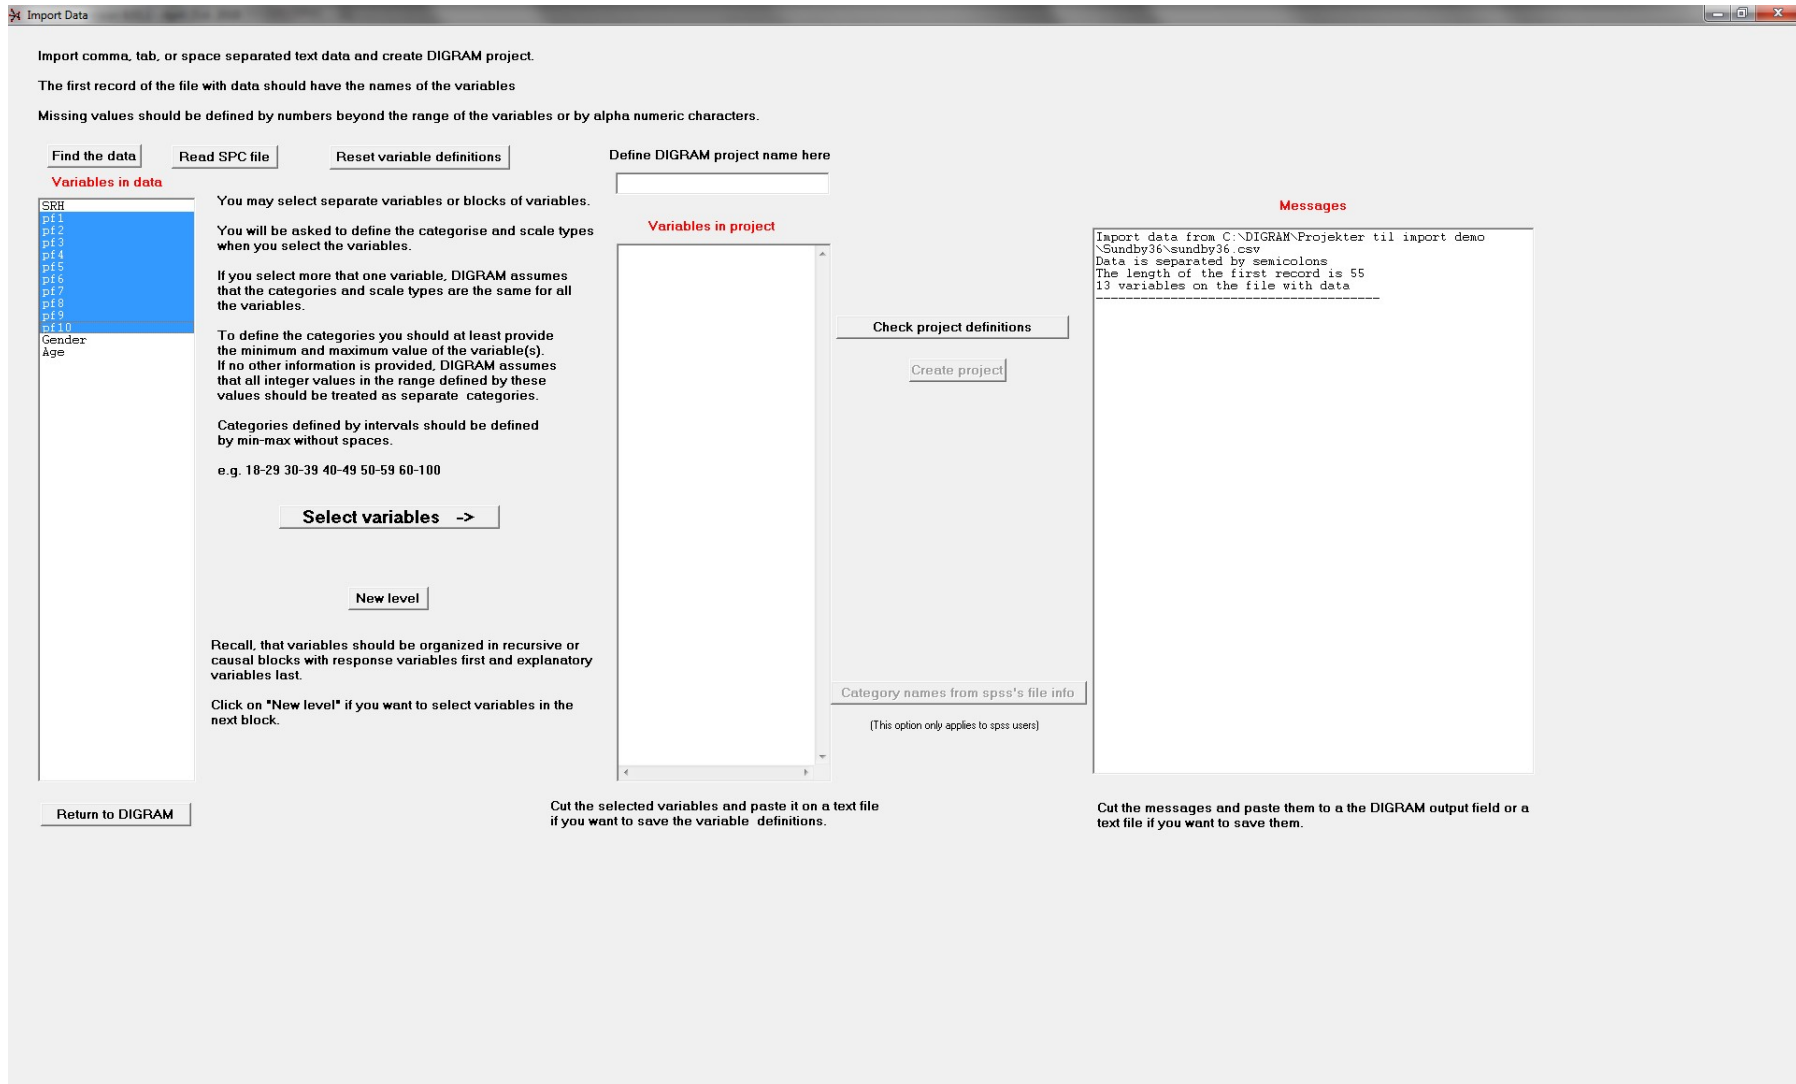 Import Data
Import comma, tab, or space separated text data and create DIGRAM project.
The first record of the file with data should have the names of the variables
Missing values should be defined by numbers beyond the range of the variables or by alpha numeric characters.
Find the data
Read SPC file
Reset variable definitions
Define DIGRAM project name here
Variables in data
SRH
pf1
pf2
pf3
pf4
pf5
pf6
pf7
pf8
pf9
pf10
Gender
Age
You may select separate variables or blocks of variables.
You will be asked to define the categorise and scale types
when you select the variables.
If you select more that one variable, DIGRAM assumes
that the categories and scale types are the same for all
the variables.
To define the categories you should at least provide
the minimum and maximum value of the variable(s).
If no other information is provided, DIGRAM assumes
that all integer values in the range defined by these
values should be treated as separate categories.
Categories defined by intervals should be defined
by min-max without spaces.
e.g. 18-29 30-39 40-49 50-59 60-100
Select variables ->
New level
Recall, that variables should be organized in recursive or
causal blocks with response variables first and explanatory
variables last.
Click on "New level" if you want to select variables in the
next block.
Variables in project
Check project definitions
Create project
Category names from spss's file info
(This option only applies to spss users)
Messages
Import data from C:\DIGRAM\Projekter til import demo
\Sundby36\sundby36.csv
Data is separated by semicolons
The length of the first record is 55
13 variables on the file with data
---------------------------------------
Return to DIGRAM
Cut the selected variables and paste it on a text file
if you want to save the variable definitions.
Cut the messages and paste them to a the DIGRAM output field or a
text file if you want to save them.